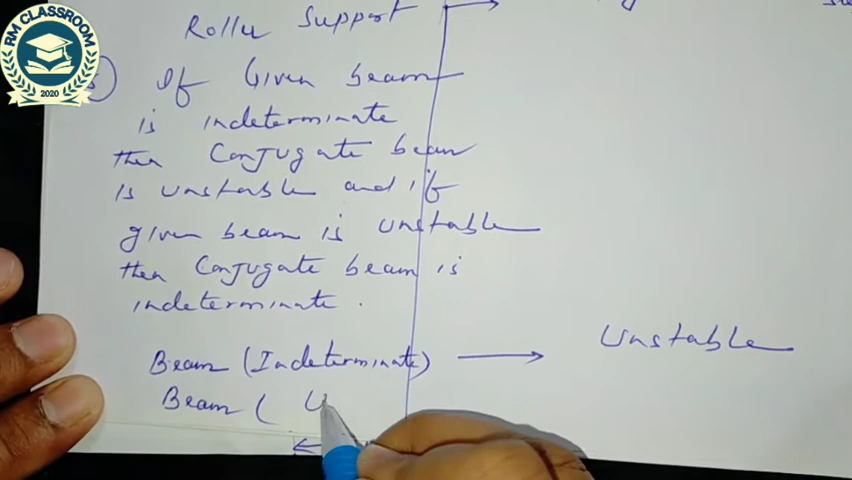 RM CLASSROOM
2020
Roller Support
If Given beam
is indeterminate
then Conjugate beam
is unstable and if
given beam is unstable
then Conjugate beam is
indeterminate .
Beam (Indeterminate) → Unstable
Beam ( U